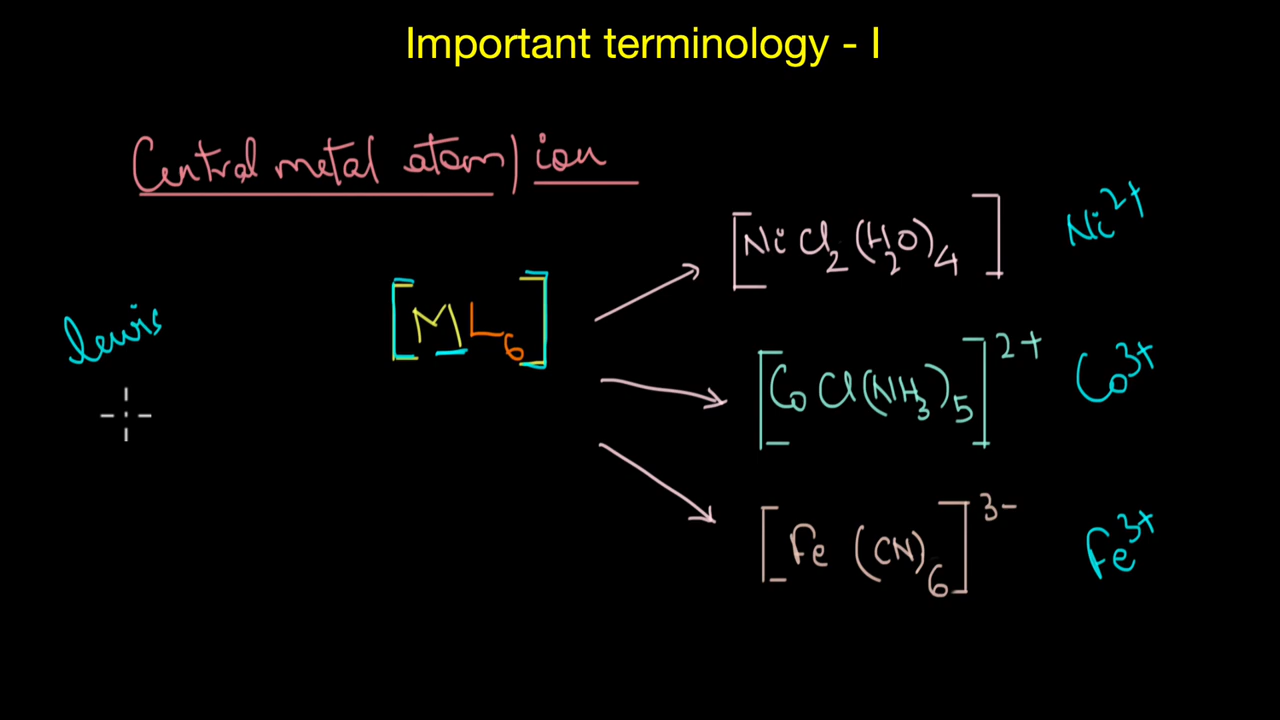 Important terminology - I
Central metal atom/ion
[NiCl₂(H₂O)₄] Ni²⁺
lewis [ML₆]
[CoCl(NH₃)₅]²⁺ Co³⁺
[Fe(CN)₆]³⁻ Fe³⁺